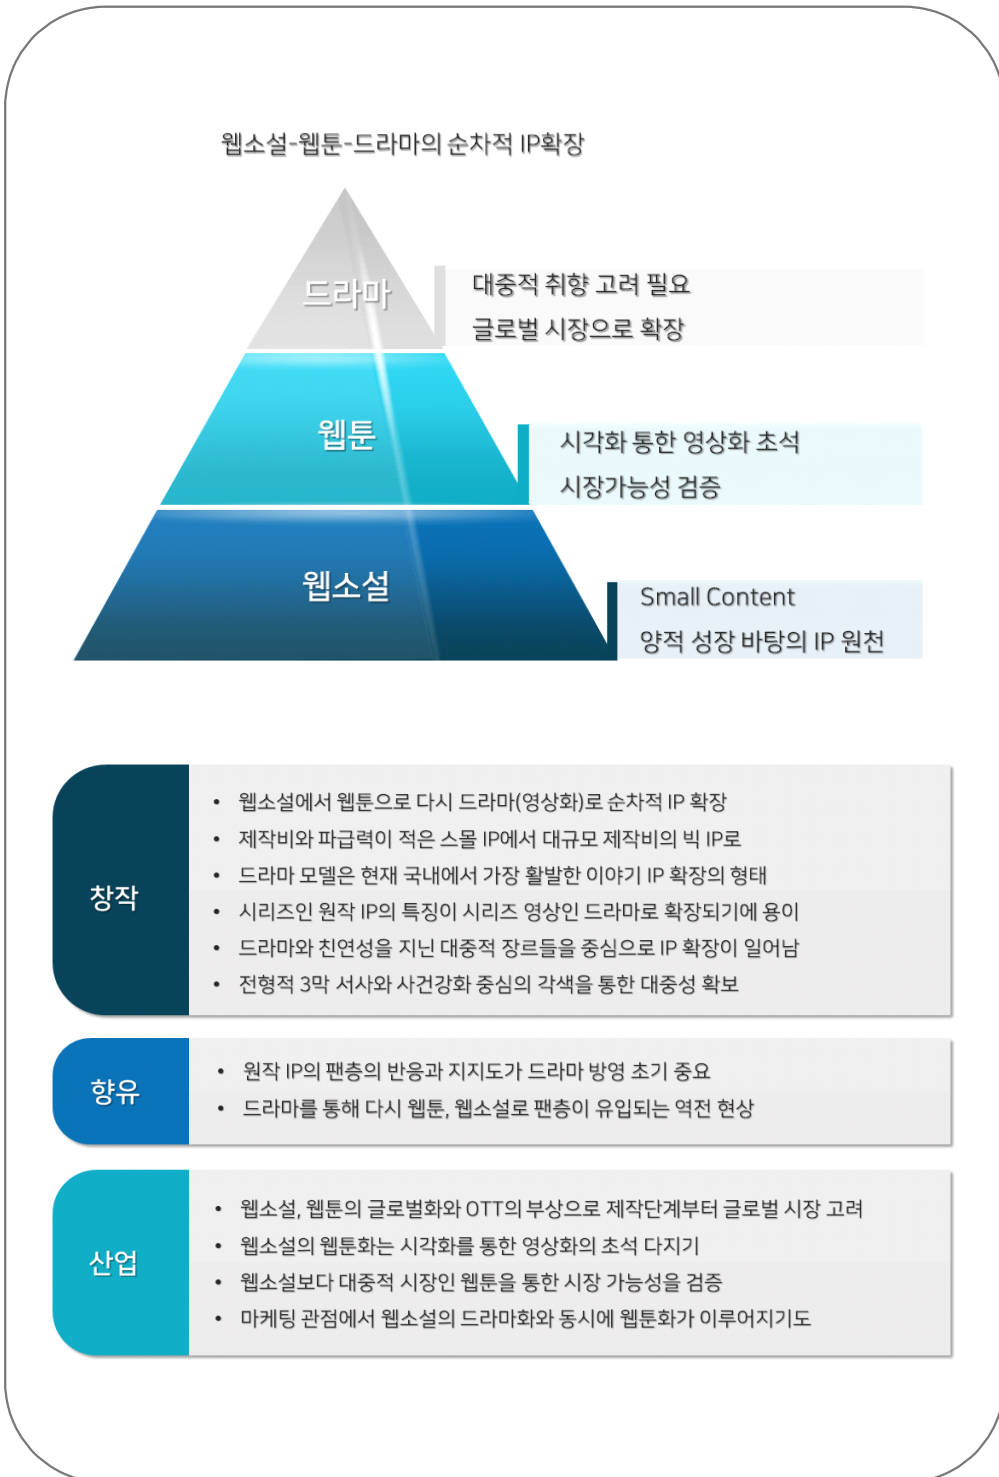 웹소설-웹툰-드라마의 순차적 IP확장
드라마
대중적 취향 고려 필요
글로벌 시장으로 확장
웹툰
시각화 통한 영상화 초석
시장가능성 검증
웹소설
Small Content
양적 성장 바탕의 IP 원천
창작
• 웹소설에서 웹툰으로 다시 드라마(영상화)로 순차적 IP 확장
• 제작비와 파급력이 적은 스몰 IP에서 대규모 제작비의 빅 IP로
• 드라마 모델은 현재 국내에서 가장 활발한 이야기 IP 확장의 형태
• 시리즈인 원작 IP의 특징이 시리즈 영상인 드라마로 확장되기에 용이
• 드라마와 친연성을 지닌 대중적 장르들을 중심으로 IP 확장이 일어남
• 전형적 3막 서사와 사건강화 중심의 각색을 통한 대중성 확보
향유
• 원작 IP의 팬층의 반응과 지지도가 드라마 방영 초기 중요
• 드라마를 통해 다시 웹툰, 웹소설로 팬층이 유입되는 역전 현상
산업
• 웹소설, 웹툰의 글로벌화와 OTT의 부상으로 제작단계부터 글로벌 시장 고려
• 웹소설의 웹툰화는 시각화를 통한 영상화의 초석 다지기
• 웹소설보다 대중적 시장인 웹툰을 통한 시장 가능성을 검증
• 마케팅 관점에서 웹소설의 드라마화와 동시에 웹툰화가 이루어지기도